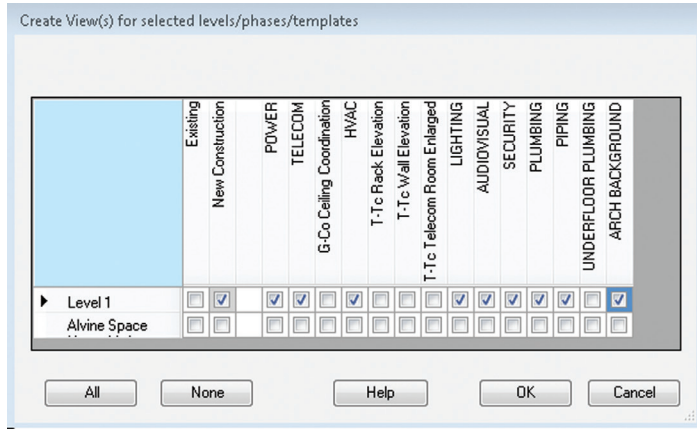 Create View(s) for selected levels/phases/templates
Existing
New Construction
POWER
TELECOM
G-Co Ceiling Coordination
HVAC
T-Tc Rack Elevation
T-Tc Wall Elevation
T-Tc Telecom Room Enlarged
LIGHTING
AUDIOVISUAL
SECURITY
PLUMBING
PIPING
UNDERFLOOR PLUMBING
ARCH BACKGROUND
Level 1
Alvine Space
All
None
Help
OK
Cancel